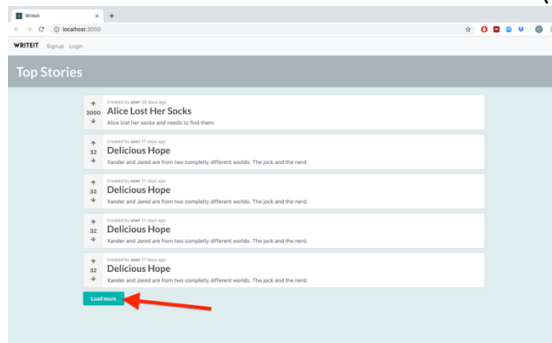 Writeit
localhost:3000
WRITEIT Signup Login
Top Stories
Created by user 28 days ago
3000 Alice Lost Her Socks
Alice lost her socks and needs to find them.
Created by user 17 days ago
32 Delicious Hope
Xander and Jared are from two completly different worlds. The jock and the nerd.
Created by user 17 days ago
32 Delicious Hope
Xander and Jared are from two completly different worlds. The jock and the nerd.
Created by user 17 days ago
32 Delicious Hope
Xander and Jared are from two completly different worlds. The jock and the nerd.
Created by user 17 days ago
32 Delicious Hope
Xander and Jared are from two completly different worlds. The jock and the nerd.
Load more